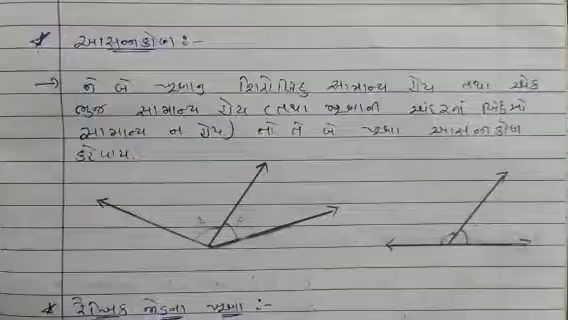 * આસન્નકોણ :-
→ જે બે ખૂણાનુ શિરોબિંદુ સામાન્ય હોય તથા એક
ભુજ સામાન્ય હોય (તથા ખૂણાની અંદરનાં બિંદુઓ
સામાન્ય ન હોય) તો તે બે ખૂણા આસન્નકોણ
કહેવાય.
* રૈખિક જોડના ખૂણા :-